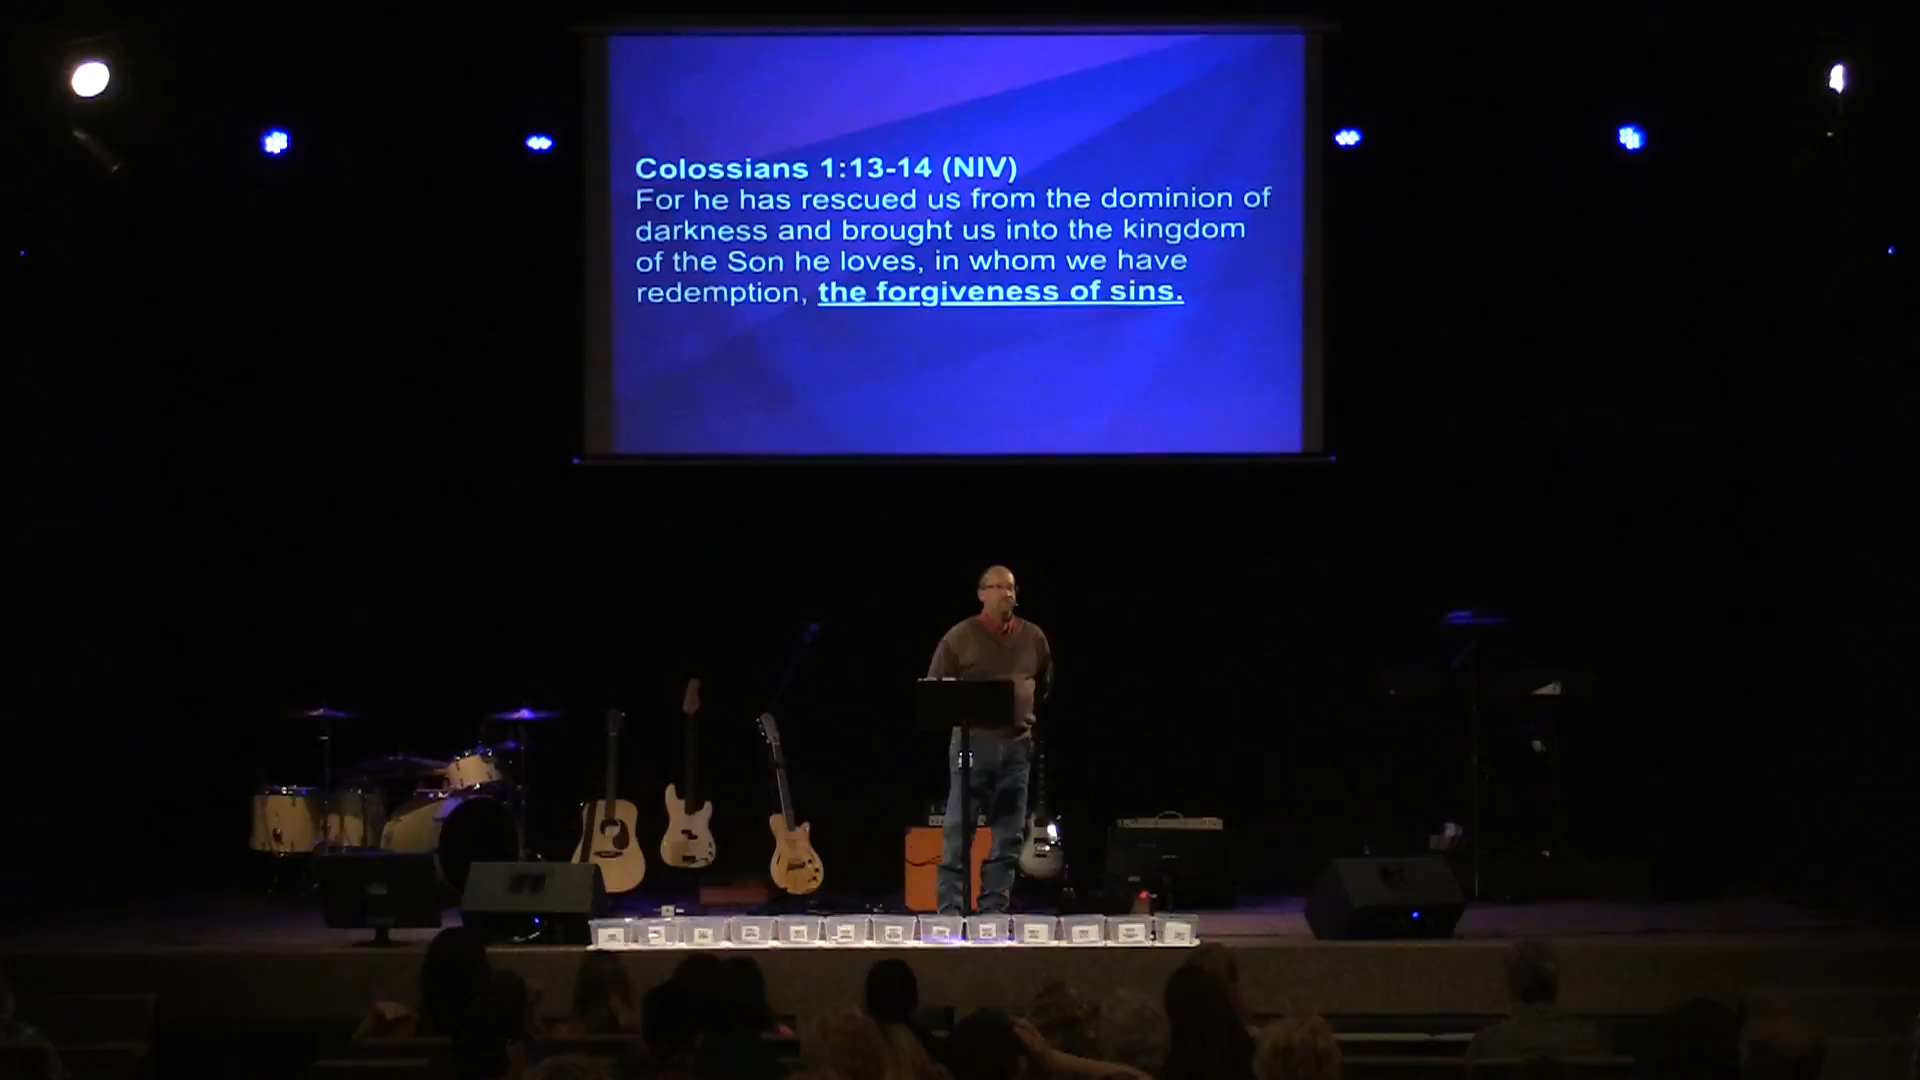 Colossians 1:13-14 (NIV)
For he has rescued us from the dominion of
darkness and brought us into the kingdom
of the Son he loves, in whom we have
redemption, the forgiveness of sins.